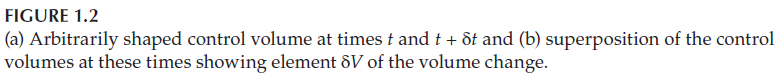 FIGURE 1.2
(a) Arbitrarily shaped control volume at times t and t + δt and (b) superposition of the control
volumes at these times showing element δV of the volume change.